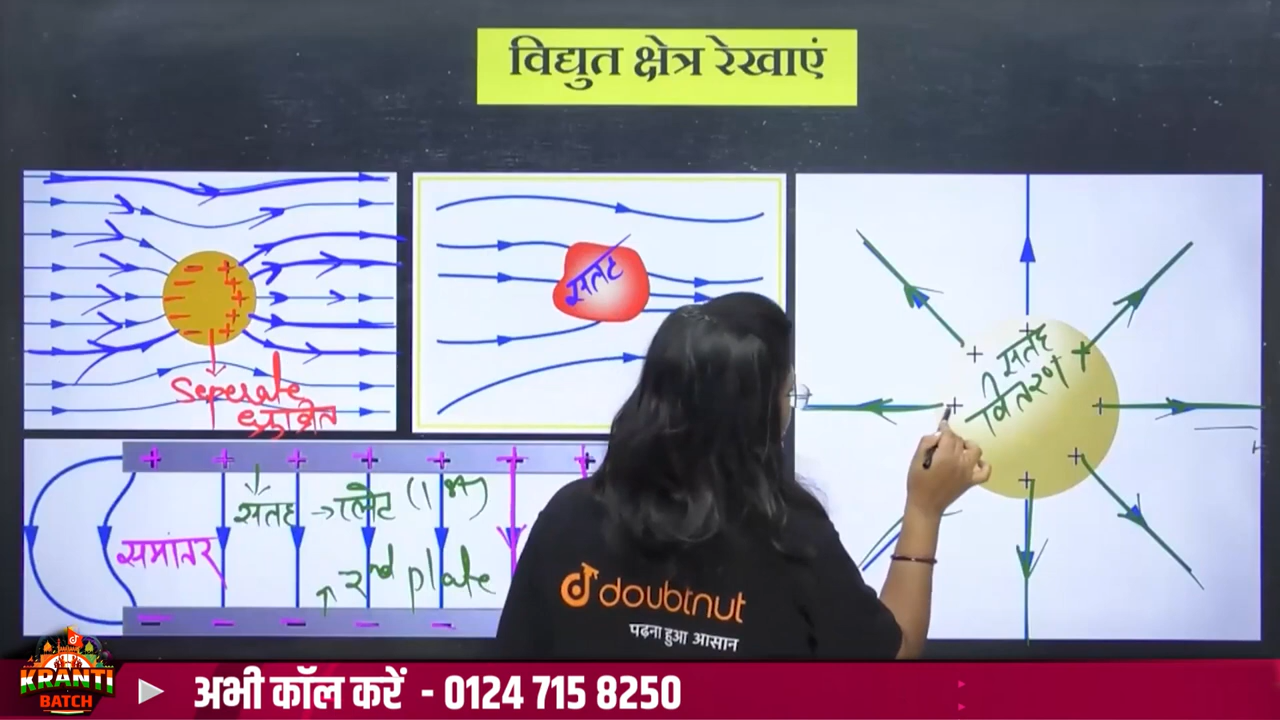 विद्युत क्षेत्र रेखाएं
Seperate
सतह
सतह
वितरण
सतह → प्लेट (1st)
समांतर
2nd plate
doubtnut
पढ़ना हुआ आसान
KRANTI
BATCH
अभी कॉल करें - 0124 715 8250